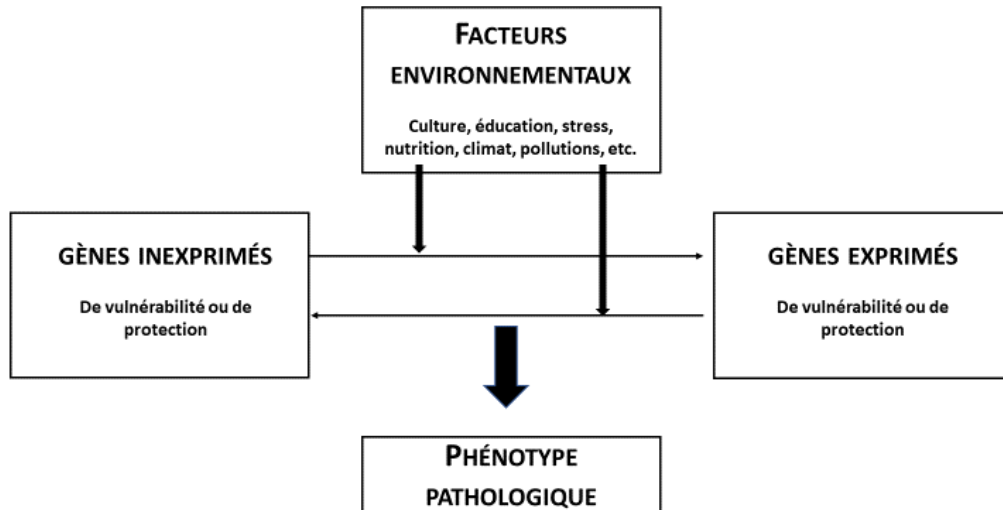 FACTEURS
ENVIRONNEMENTAUX
Culture, éducation, stress,
nutrition, climat, pollutions, etc.
GÈNES INEXPRIMÉS
De vulnérabilité ou de
protection
GÈNES EXPRIMÉS
De vulnérabilité ou de
protection
PHÉNOTYPE
PATHOLOGIQUE